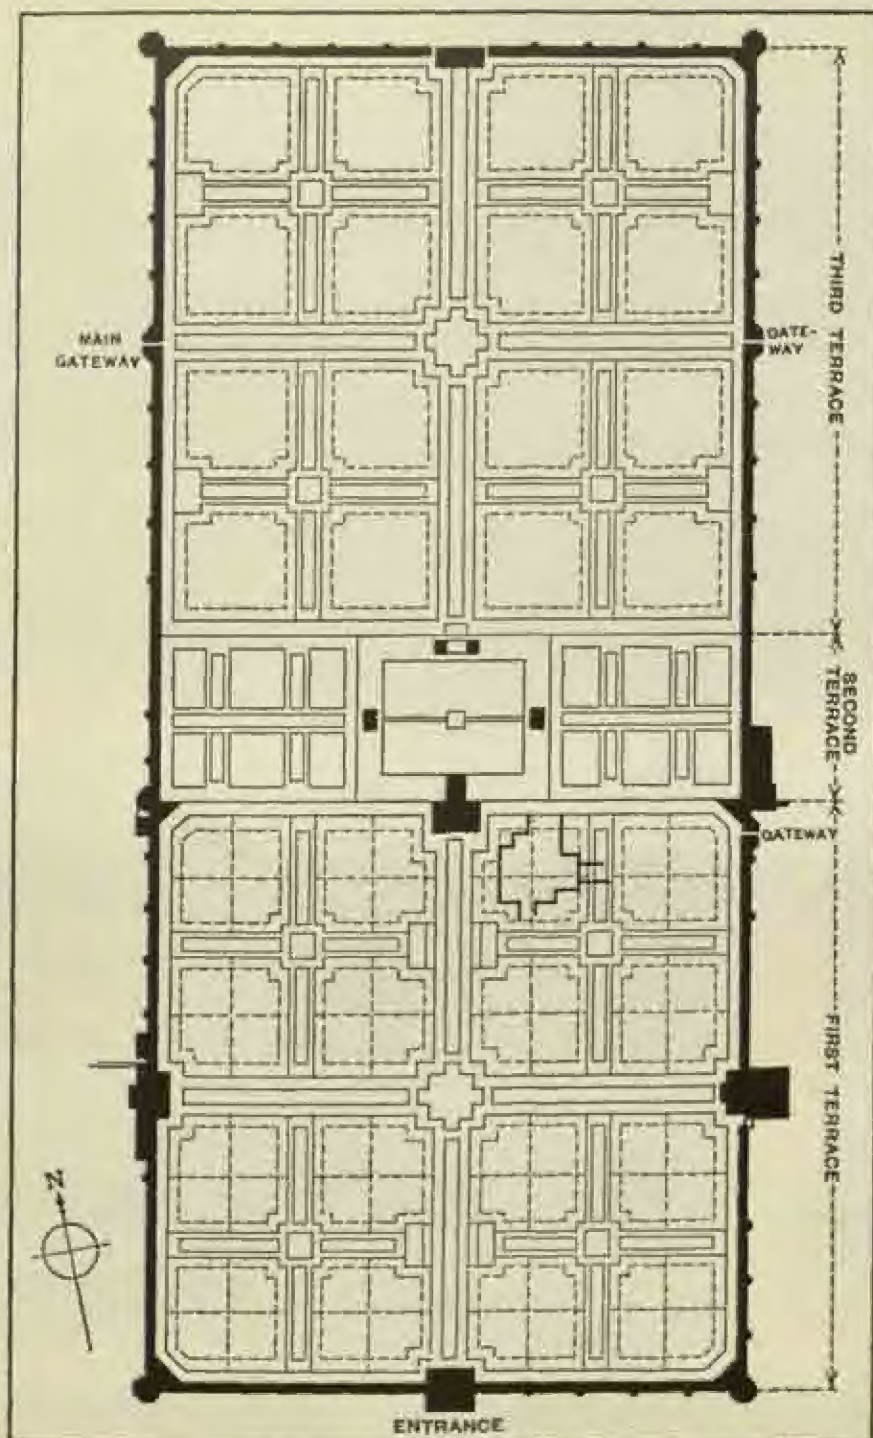 THIRD TERRACE
MAIN
GATEWAY
GATE-
WAY
SECOND
TERRACE
GATEWAY
FIRST TERRACE
N
ENTRANCE